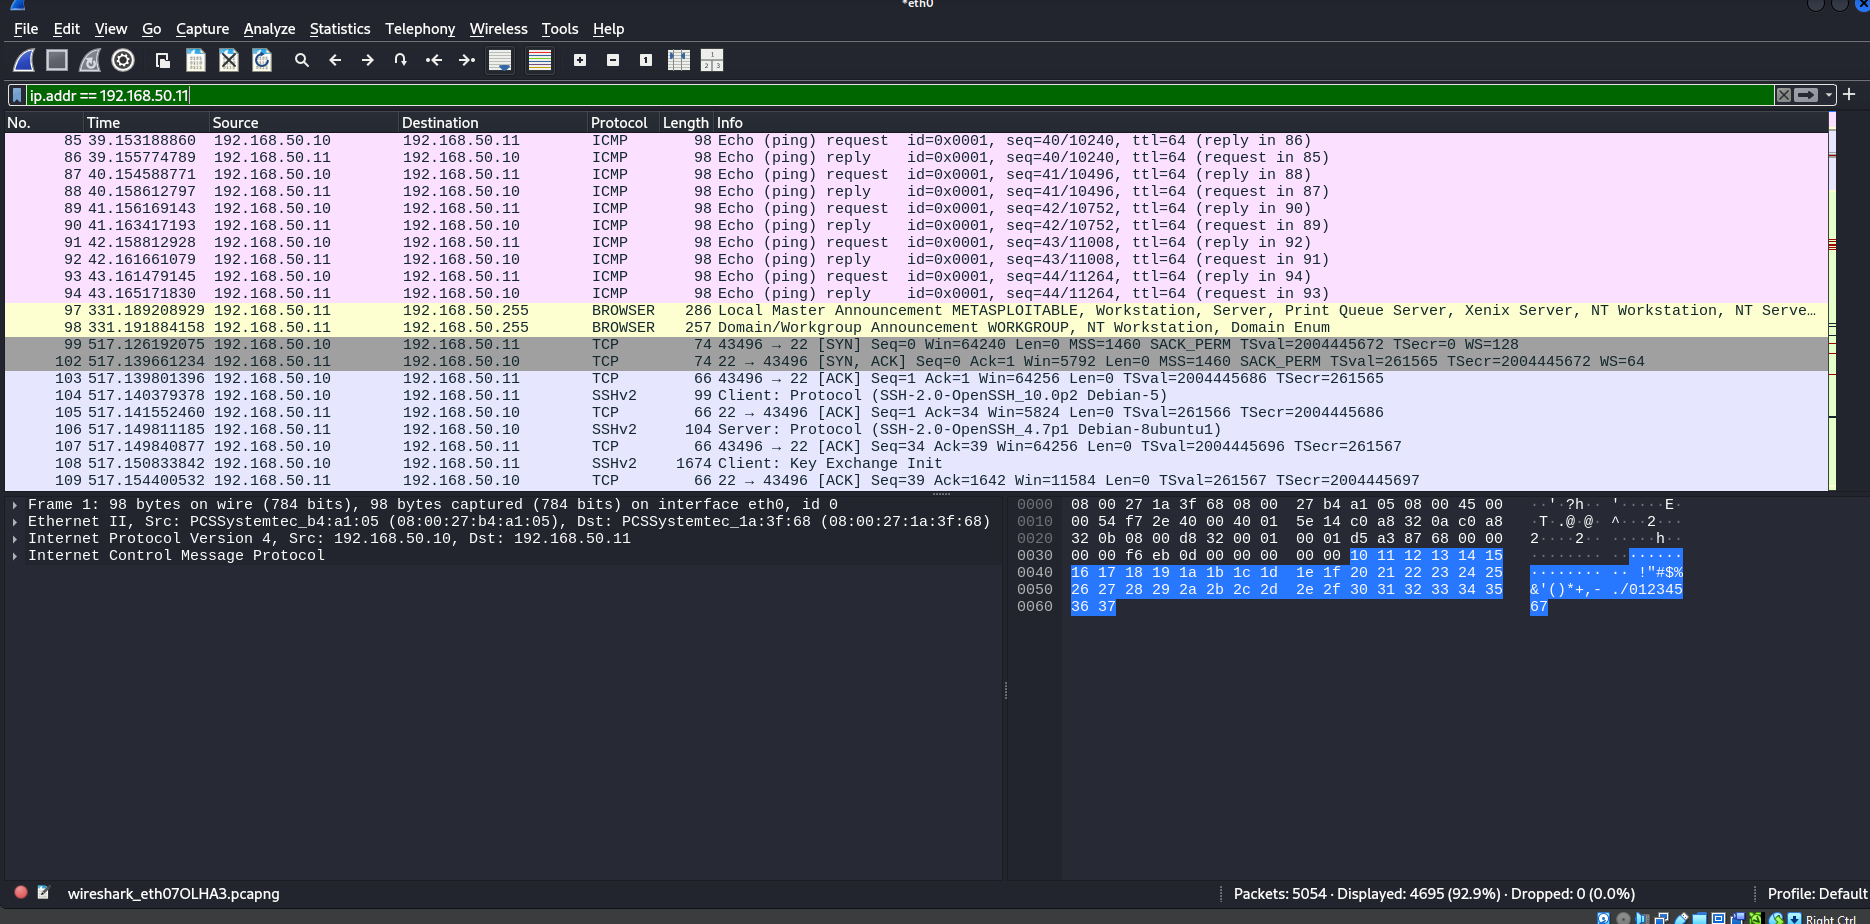 *eth0
File Edit View Go Capture Analyze Statistics Telephony Wireless Tools Help
ip.addr == 192.168.50.11
No. Time Source Destination Protocol Length Info
85 39.153188860 192.168.50.10 192.168.50.11 ICMP 98 Echo (ping) request id=0x0001, seq=40/10240, ttl=64 (reply in 86)
86 39.155774789 192.168.50.11 192.168.50.10 ICMP 98 Echo (ping) reply id=0x0001, seq=40/10240, ttl=64 (request in 85)
87 40.154588771 192.168.50.10 192.168.50.11 ICMP 98 Echo (ping) request id=0x0001, seq=41/10496, ttl=64 (reply in 88)
88 40.158612797 192.168.50.11 192.168.50.10 ICMP 98 Echo (ping) reply id=0x0001, seq=41/10496, ttl=64 (request in 87)
89 41.156169143 192.168.50.10 192.168.50.11 ICMP 98 Echo (ping) request id=0x0001, seq=42/10752, ttl=64 (reply in 90)
90 41.163417193 192.168.50.11 192.168.50.10 ICMP 98 Echo (ping) reply id=0x0001, seq=42/10752, ttl=64 (request in 89)
91 42.158812928 192.168.50.10 192.168.50.11 ICMP 98 Echo (ping) request id=0x0001, seq=43/11008, ttl=64 (reply in 92)
92 42.161661079 192.168.50.11 192.168.50.10 ICMP 98 Echo (ping) reply id=0x0001, seq=43/11008, ttl=64 (request in 91)
93 43.161479145 192.168.50.10 192.168.50.11 ICMP 98 Echo (ping) request id=0x0001, seq=44/11264, ttl=64 (reply in 94)
94 43.165171830 192.168.50.11 192.168.50.10 ICMP 98 Echo (ping) reply id=0x0001, seq=44/11264, ttl=64 (request in 93)
97 331.189208929 192.168.50.11 192.168.50.255 BROWSER 286 Local Master Announcement METASPLOITABLE, Workstation, Server, Print Queue Server, Xenix Server, NT Workstation, NT Serve…
98 331.191884158 192.168.50.11 192.168.50.255 BROWSER 257 Domain/Workgroup Announcement WORKGROUP, NT Workstation, Domain Enum
99 517.126192075 192.168.50.10 192.168.50.11 TCP 74 43496 → 22 [SYN] Seq=0 Win=64240 Len=0 MSS=1460 SACK_PERM TSval=2004445672 TSecr=0 WS=128
102 517.139661234 192.168.50.11 192.168.50.10 TCP 74 22 → 43496 [SYN, ACK] Seq=0 Ack=1 Win=5792 Len=0 MSS=1460 SACK_PERM TSval=261565 TSecr=2004445672 WS=64
103 517.139801396 192.168.50.10 192.168.50.11 TCP 66 43496 → 22 [ACK] Seq=1 Ack=1 Win=64256 Len=0 TSval=2004445686 TSecr=261565
104 517.140379378 192.168.50.10 192.168.50.11 SSHv2 99 Client: Protocol (SSH-2.0-OpenSSH_10.0p2 Debian-5)
105 517.141552460 192.168.50.11 192.168.50.10 TCP 66 22 → 43496 [ACK] Seq=1 Ack=34 Win=5824 Len=0 TSval=261566 TSecr=2004445686
106 517.149811185 192.168.50.11 192.168.50.10 SSHv2 104 Server: Protocol (SSH-2.0-OpenSSH_4.7p1 Debian-8ubuntu1)
107 517.149840877 192.168.50.10 192.168.50.11 TCP 66 43496 → 22 [ACK] Seq=34 Ack=39 Win=64256 Len=0 TSval=2004445696 TSecr=261567
108 517.150833842 192.168.50.10 192.168.50.11 SSHv2 1674 Client: Key Exchange Init
109 517.154400532 192.168.50.11 192.168.50.10 TCP 66 22 → 43496 [ACK] Seq=39 Ack=1642 Win=11584 Len=0 TSval=261567 TSecr=2004445697
Frame 1: 98 bytes on wire (784 bits), 98 bytes captured (784 bits) on interface eth0, id 0
Ethernet II, Src: PCSSystemtec_b4:a1:05 (08:00:27:b4:a1:05), Dst: PCSSystemtec_1a:3f:68 (08:00:27:1a:3f:68)
Internet Protocol Version 4, Src: 192.168.50.10, Dst: 192.168.50.11
Internet Control Message Protocol
0000 08 00 27 1a 3f 68 08 00 27 b4 a1 05 08 00 45 00 ··'·?h·· '·····E·
0010 00 54 f7 2e 40 00 40 01 5e 14 c0 a8 32 0a c0 a8 ·T·.@·@· ^···2···
0020 32 0b 08 00 d8 32 00 01 00 01 d5 a3 87 68 00 00 2····2·· ·····h··
0030 00 00 f6 eb 0d 00 00 00 00 00 10 11 12 13 14 15 ········ ········
0040 16 17 18 19 1a 1b 1c 1d 1e 1f 20 21 22 23 24 25 ········ ·· !"#$%
0050 26 27 28 29 2a 2b 2c 2d 2e 2f 30 31 32 33 34 35 &'()*+,- ./012345
0060 36 37 67
wireshark_eth07OLHA3.pcapng
Packets: 5054 · Displayed: 4695 (92.9%) · Dropped: 0 (0.0%)
Profile: Default
Right Ctrl